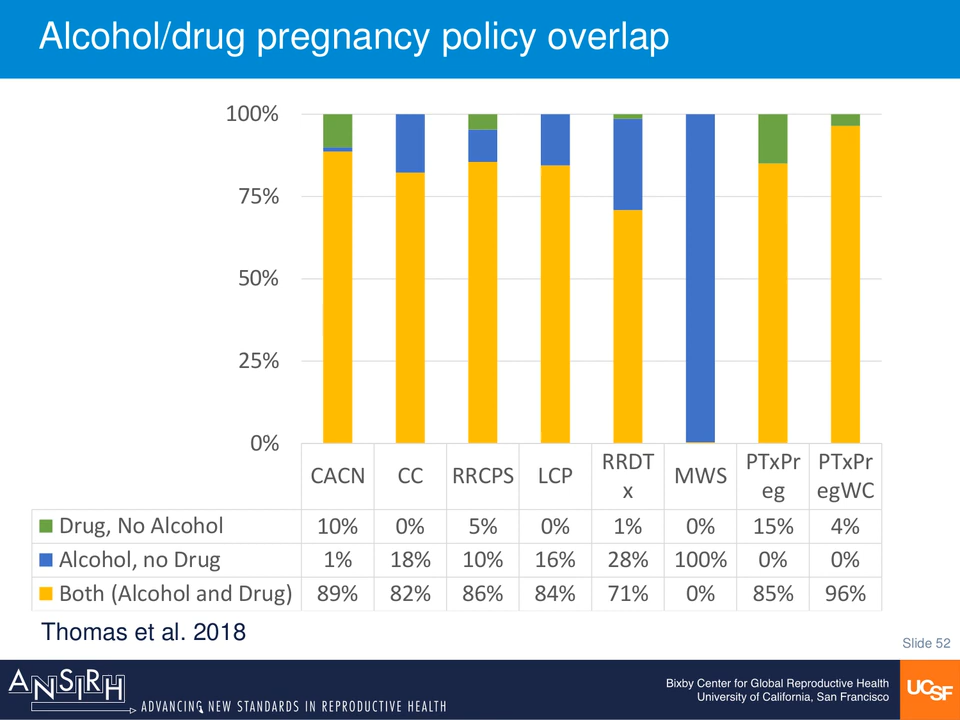 Alcohol/drug pregnancy policy overlap
100%
75%
50%
25%
0%
CACN CC RRCPS LCP RRDT x MWS PTxPr eg PTxPr egWC
Drug, No Alcohol 10% 0% 5% 0% 1% 0% 15% 4%
Alcohol, no Drug 1% 18% 10% 16% 28% 100% 0% 0%
Both (Alcohol and Drug) 89% 82% 86% 84% 71% 0% 85% 96%
Thomas et al. 2018
Slide 52
ANSIRH
ADVANCING NEW STANDARDS IN REPRODUCTIVE HEALTH
Bixby Center for Global Reproductive Health
University of California, San Francisco
UCSF